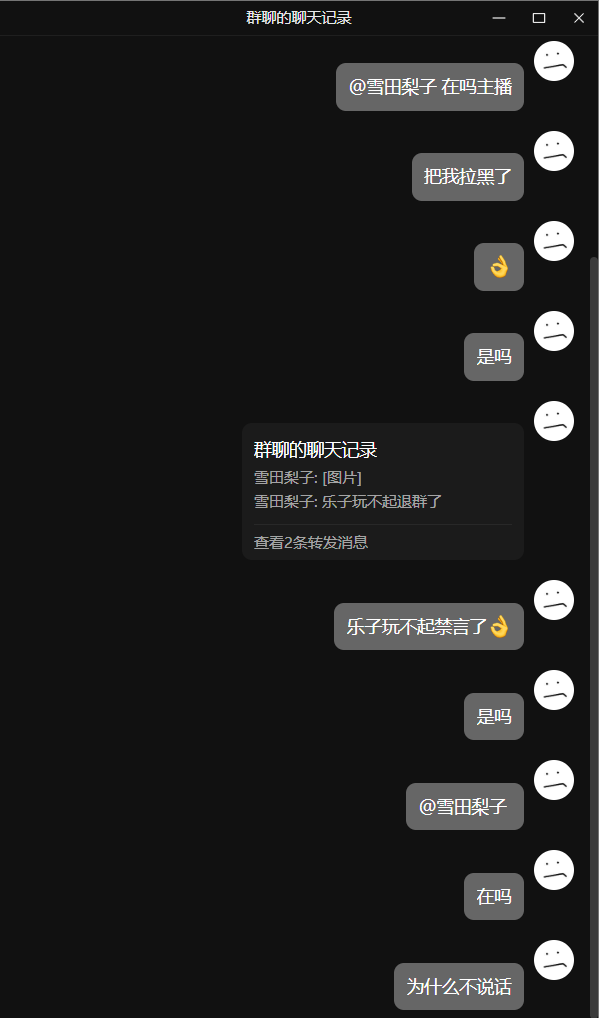 群聊的聊天记录
@雪田梨子 在吗主播
把我拉黑了
👌
是吗
群聊的聊天记录
雪田梨子: [图片]
雪田梨子: 乐子玩不起退群了
查看2条转发消息
乐子玩不起禁言了👌
是吗
@雪田梨子
在吗
为什么不说话